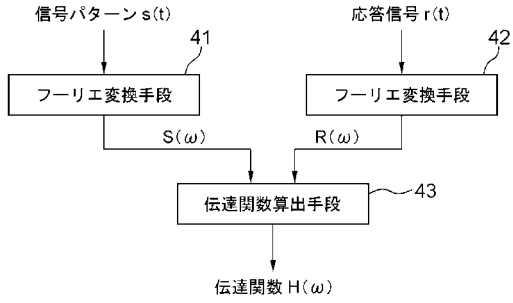 信号パターン s(t)
応答信号 r(t)
41
42
フーリエ変換手段
フーリエ変換手段
S(ω)
R(ω)
43
伝達関数算出手段
伝達関数 H(ω)